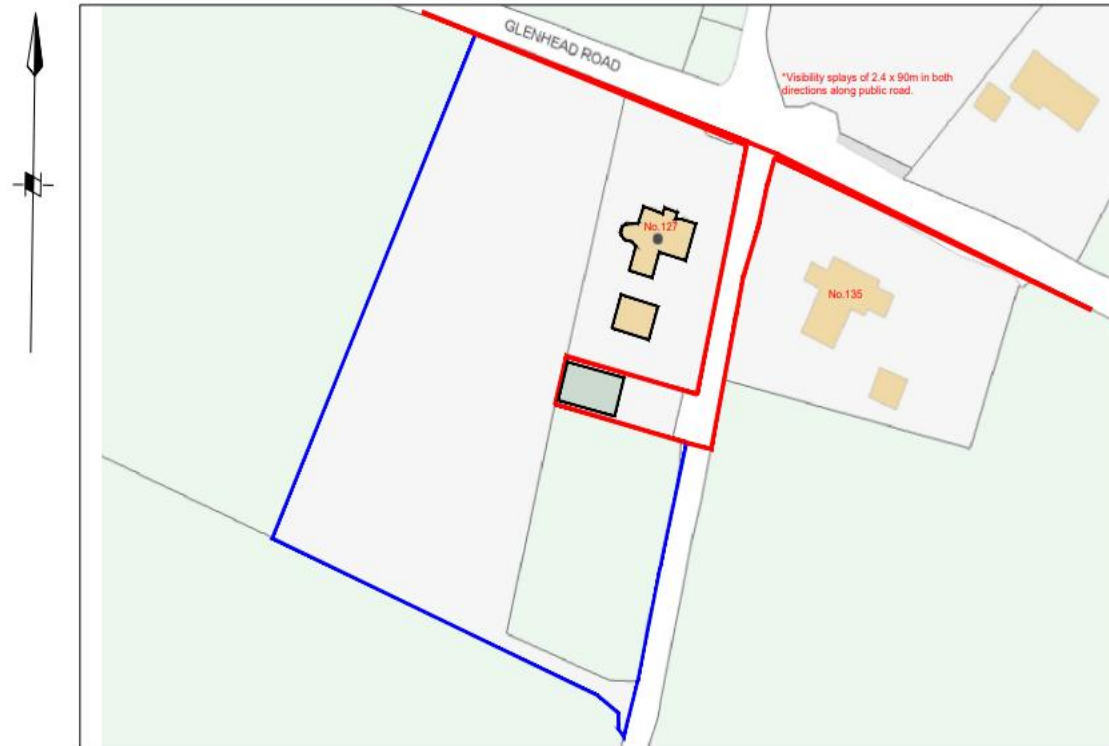 GLENHEAD ROAD
*Visibility splays of 2.4 x 90m in both
directions along public road.
No.127
No.135